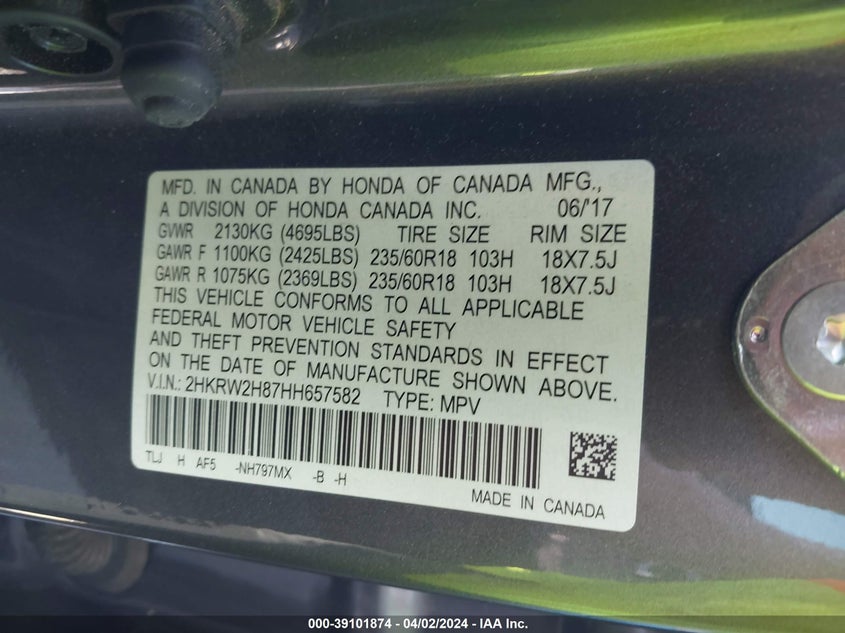 MFD. IN CANADA BY HONDA OF CANADA MFG.,
A DIVISION OF HONDA CANADA INC. 06/'17
GVWR 2130KG (4695LBS) TIRE SIZE RIM SIZE
GAWR F 1100KG (2425LBS) 235/60R18 103H 18X7.5J
GAWR R 1075KG (2369LBS) 235/60R18 103H 18X7.5J
THIS VEHICLE CONFORMS TO ALL APPLICABLE
FEDERAL MOTOR VEHICLE SAFETY
AND THEFT PREVENTION STANDARDS IN EFFECT
ON THE DATE OF MANUFACTURE SHOWN ABOVE.
V.I.N.: 2HKRW2H87HH657582 TYPE: MPV
TLJ H AF5 -NH797MX -B -H
MADE IN CANADA
000-39101874 - 04/02/2024 - IAA Inc.